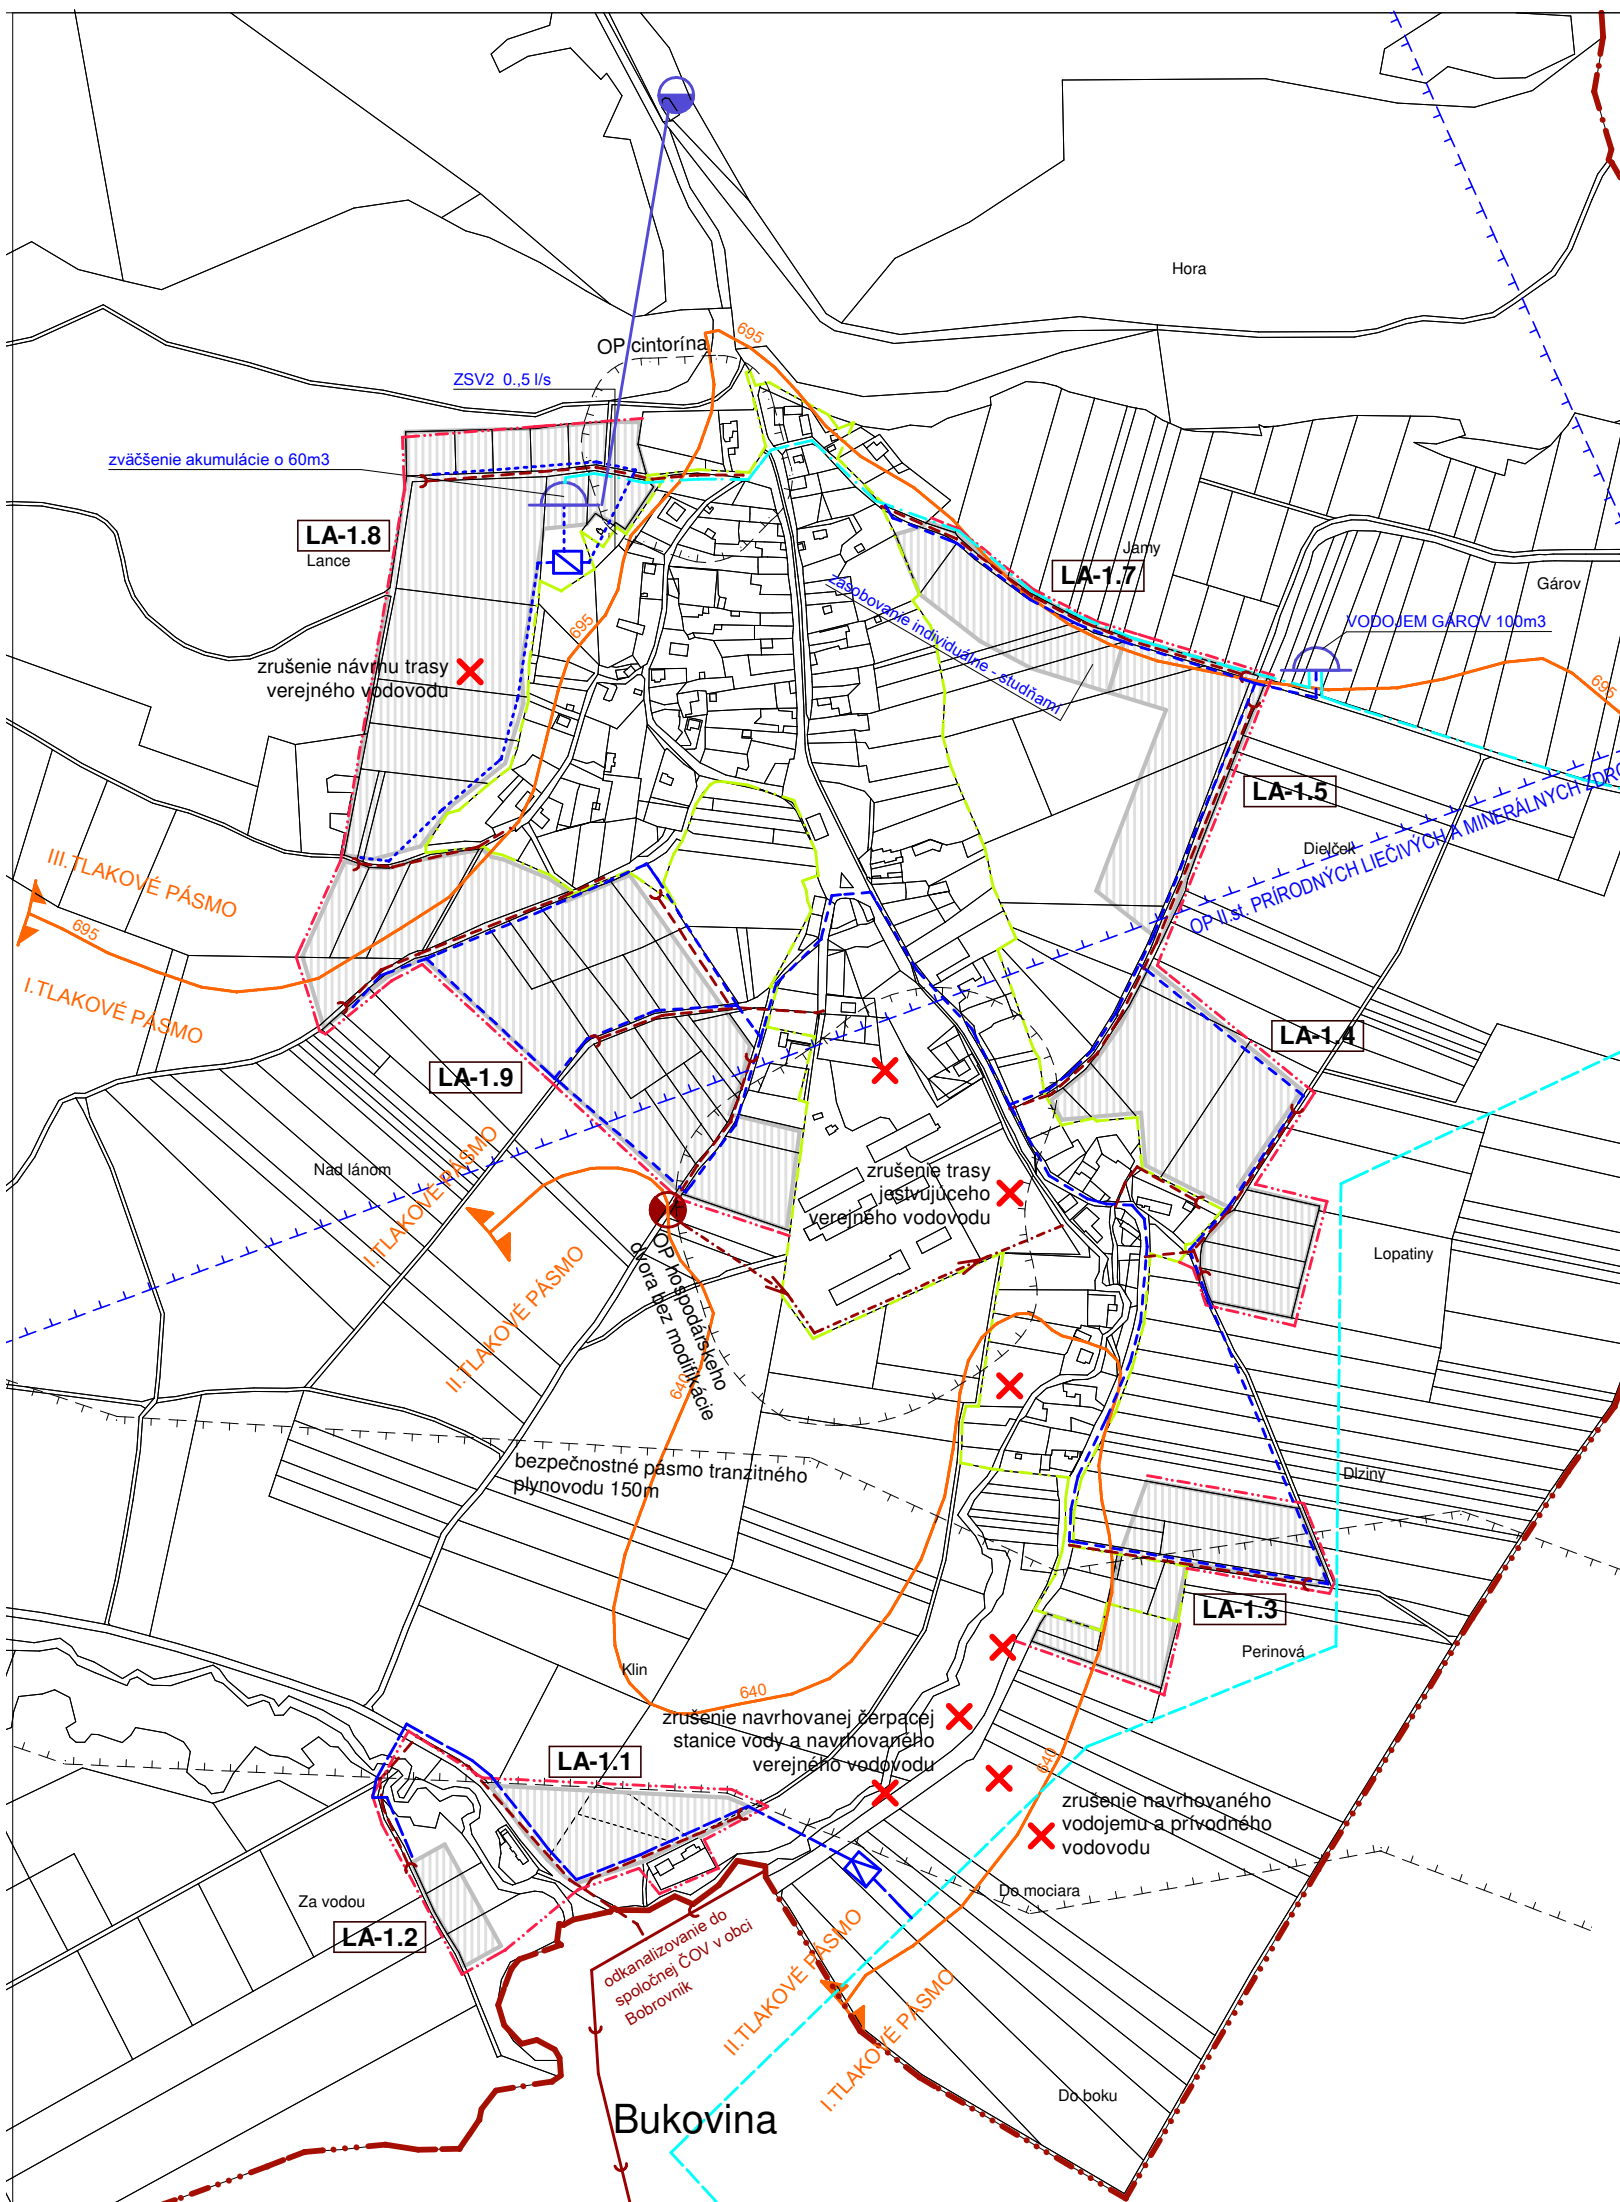 Hora
695
OP cintorína
ZSV2 0.,5 l/s
zväčšenie akumulácie o 60m3
LA-1.8
Lance
Jamy
LA-1.7
Gárov
VODOJEM GÁROV 100m3
zásobovanie individuálne - studňami
695
zrušenie návrhu trasy
verejného vodovodu
695
LA-1.5
Dielček
OP II.st. PRÍRODNÝCH LIEČIVÝCH A MINERÁLNYCH ZDRO
III.TLAKOVÉ PÁSMO
695
I.TLAKOVÉ PÁSMO
LA-1.4
LA-1.9
Nad lánom
I.TLAKOVÉ PÁSMO
II.TLAKOVÉ PÁSMO
zrušenie trasy
jestvujúceho
verejného vodovodu
Lopatiny
OP hospodárskeho
dvora bez modifikácie
640
bezpečnostné pásmo tranzitného
plynovodu 150m
Dlziny
LA-1.3
Perinová
Klin
640
zrušenie navrhovanej čerpacej
stanice vody a navrhovaného
verejného vodovodu
LA-1.1
640
zrušenie navrhovaného
vodojemu a prívodného
vodovodu
Do mociara
Za vodou
LA-1.2
odkanalizovanie do
spoločnej ČOV v obci
Bobrovník
II.TLAKOVÉ PÁSMO
I.TLAKOVÉ PÁSMO
Do boku
Bukovina